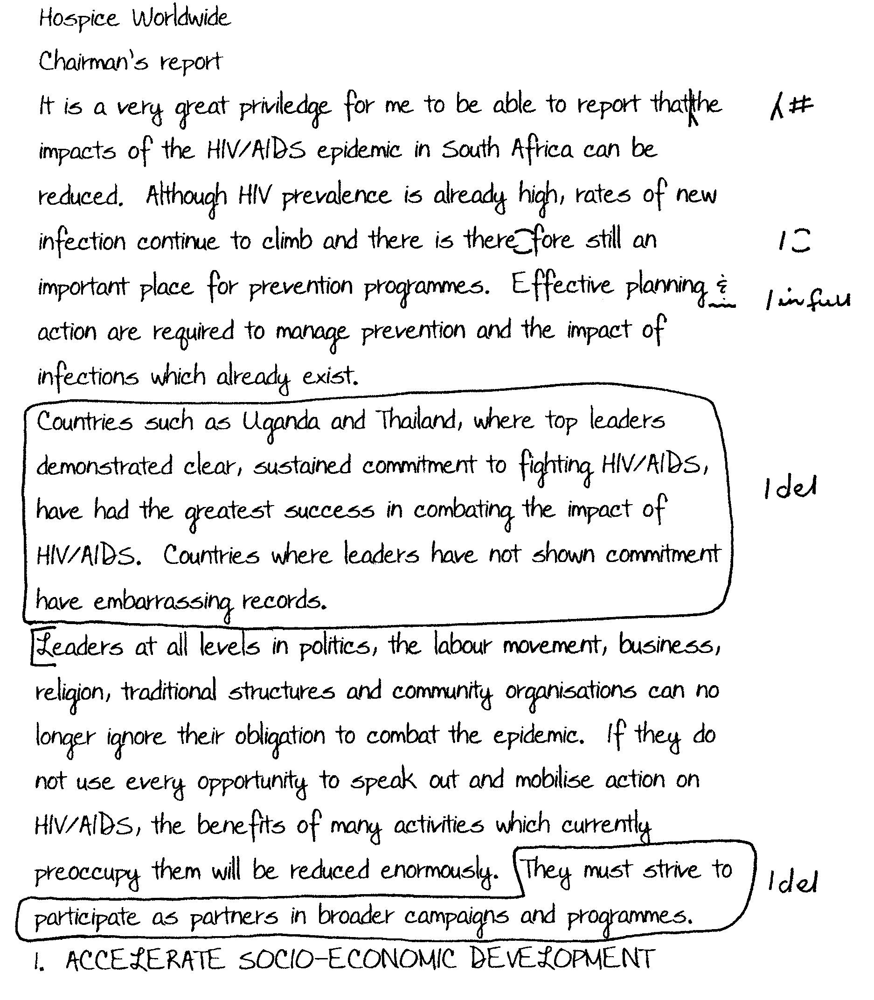 Hospice Worldwide
Chairman's report
It is a very great priviledge for me to be able to report thatthe ⁁ #
impacts of the HIV/AIDS epidemic in South Africa can be
reduced. Although HIV prevalence is already high, rates of new
infection continue to climb and there is there fore still an /
important place for prevention programmes. Effective planning & / in full
action are required to manage prevention and the impact of
infections which already exist.
Countries such as Uganda and Thailand, where top leaders
demonstrated clear, sustained commitment to fighting HIV/AIDS, / del
have had the greatest success in combating the impact of
HIV/AIDS. Countries where leaders have not shown commitment
have embarrassing records.
[Leaders at all levels in politics, the labour movement, business,
religion, traditional structures and community organisations can no
longer ignore their obligation to combat the epidemic. If they do
not use every opportunity to speak out and mobilise action on
HIV/AIDS, the benefits of many activities which currently
preoccupy them will be reduced enormously. They must strive to / del
participate as partners in broader campaigns and programmes.
1. ACCELERATE SOCIO-ECONOMIC DEVELOPMENT